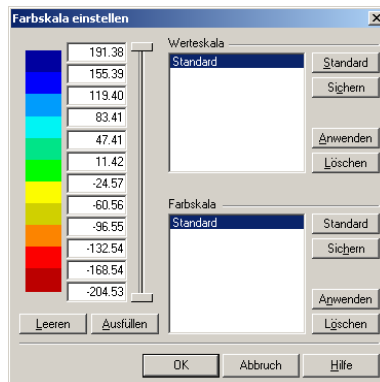 Farbskala einstellen
191.38
155.39
119.40
83.41
47.41
11.42
-24.57
-60.56
-96.55
-132.54
-168.54
-204.53
Leeren
Ausfüllen
Werteskala
Standard
Standard
Sichern
Anwenden
Löschen
Farbskala
Standard
Standard
Sichern
Anwenden
Löschen
OK
Abbruch
Hilfe